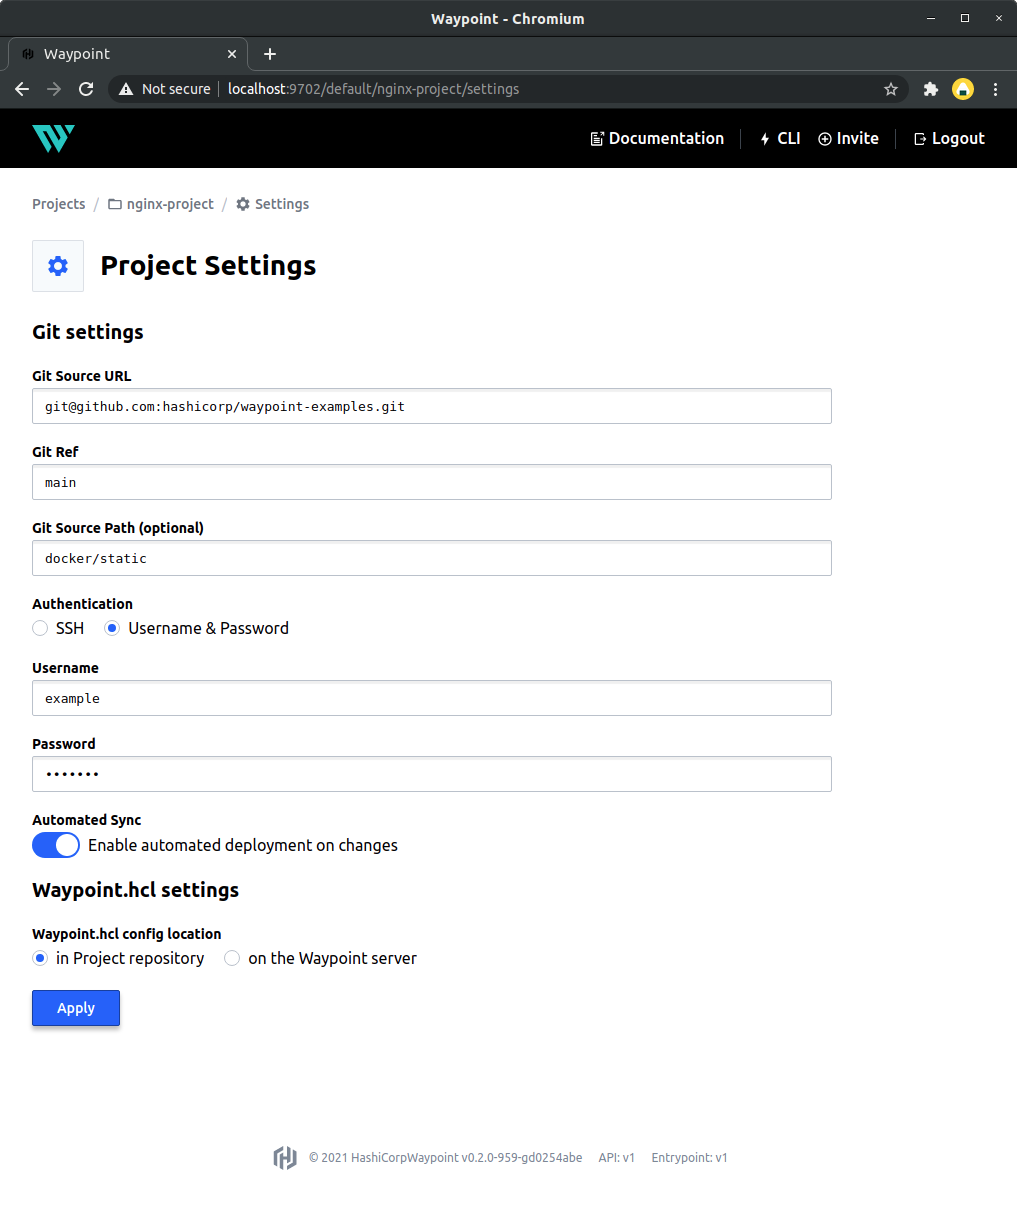 Waypoint - Chromium
Waypoint
Not secure localhost:9702/default/nginx-project/settings
Documentation CLI Invite Logout
Projects / nginx-project / Settings
Project Settings
Git settings
Git Source URL
git@github.com:hashicorp/waypoint-examples.git
Git Ref
main
Git Source Path (optional)
docker/static
Authentication
SSH Username & Password
Username
example
Password
•••••••
Automated Sync
Enable automated deployment on changes
Waypoint.hcl settings
Waypoint.hcl config location
in Project repository on the Waypoint server
Apply
© 2021 HashiCorpWaypoint v0.2.0-959-gd0254abe API: v1 Entrypoint: v1